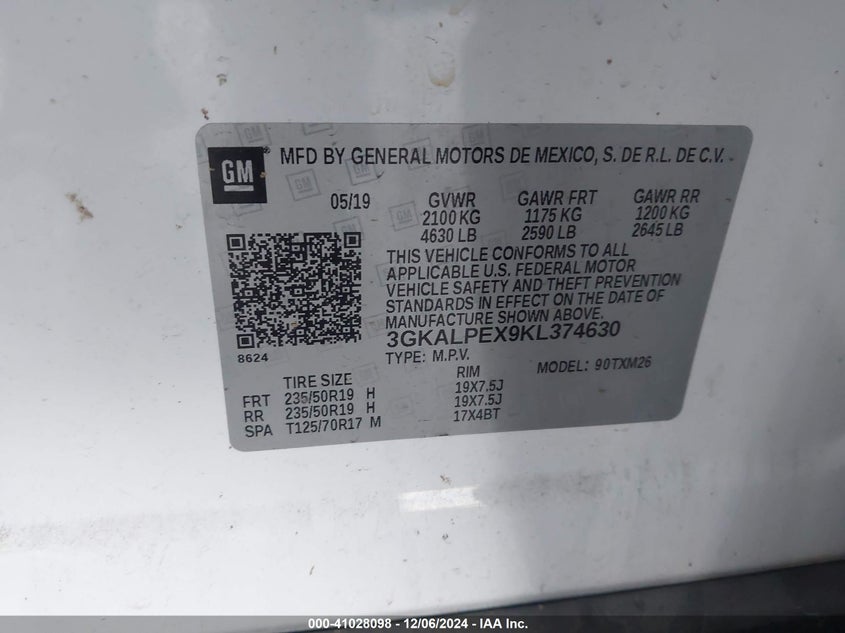 GM ® MFD BY GENERAL MOTORS DE MEXICO, S. DE R.L. DE C.V.
05/19 GVWR GAWR FRT GAWR RR
2100 KG 1175 KG 1200 KG
4630 LB 2590 LB 2645 LB
THIS VEHICLE CONFORMS TO ALL
APPLICABLE U.S. FEDERAL MOTOR
VEHICLE SAFETY AND THEFT PREVENTION
STANDARDS IN EFFECT ON THE DATE OF
MANUFACTURE SHOWN ABOVE.
3GKALPEX9KL374630
8624 TYPE: M.P.V. MODEL: 90TXM26
TIRE SIZE RIM
FRT 235/50R19 H 19X7.5J
RR 235/50R19 H 19X7.5J
SPA T125/70R17 M 17X4BT
000-41028098 - 12/06/2024 - IAA Inc.